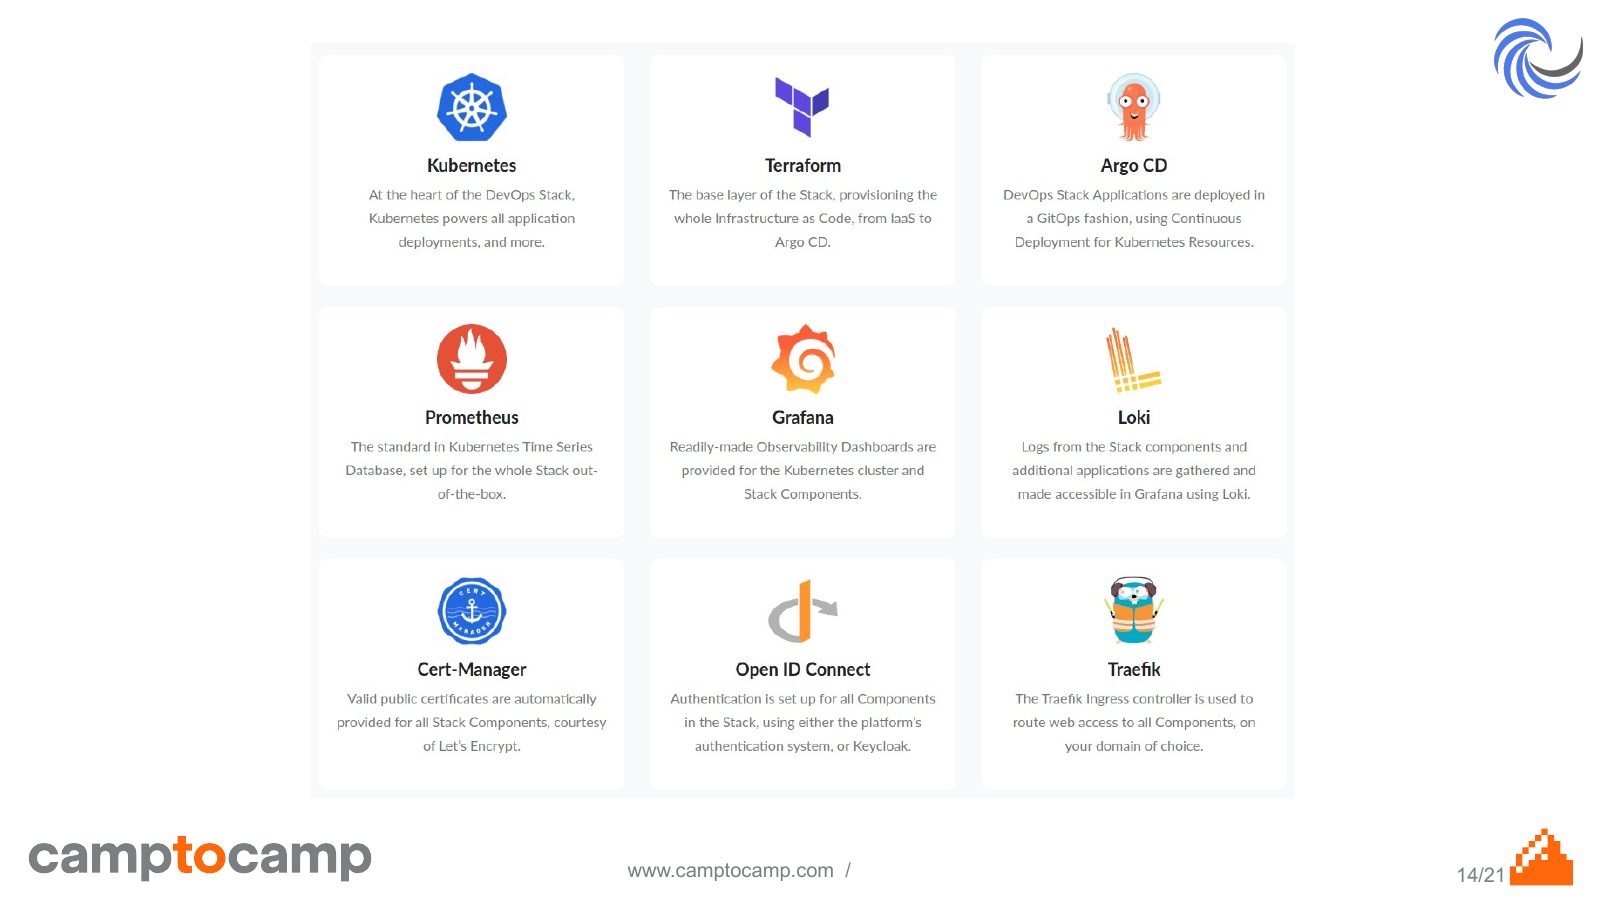 Kubernetes
At the heart of the DevOps Stack,
Kubernetes powers all application
deployments, and more.
Terraform
The base layer of the Stack, provisioning the
whole Infrastructure as Code, from IaaS to
Argo CD.
Argo CD
DevOps Stack Applications are deployed in
a GitOps fashion, using Continuous
Deployment for Kubernetes Resources.
Prometheus
The standard in Kubernetes Time Series
Database, set up for the whole Stack out-
of-the-box.
Grafana
Readily-made Observability Dashboards are
provided for the Kubernetes cluster and
Stack Components.
Loki
Logs from the Stack components and
additional applications are gathered and
made accessible in Grafana using Loki.
CERT
MANAGER
Cert-Manager
Valid public certificates are automatically
provided for all Stack Components, courtesy
of Let's Encrypt.
Open ID Connect
Authentication is set up for all Components
in the Stack, using either the platform's
authentication system, or Keycloak.
Traefik
The Traefik Ingress controller is used to
route web access to all Components, on
your domain of choice.
camptocamp
www.camptocamp.com /
14/21